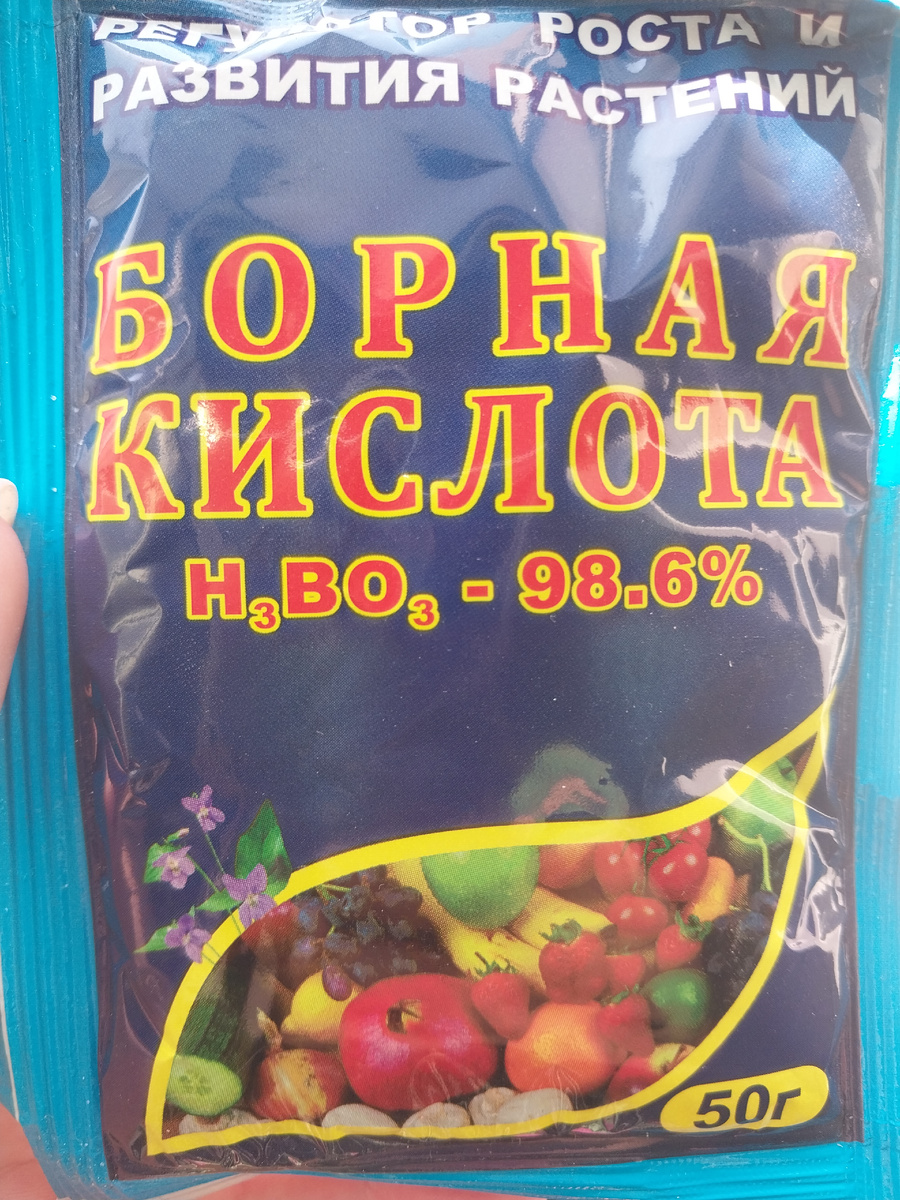 РЕГУЛЯТОР РОСТА И
РАЗВИТИЯ РАСТЕНИЙ
БОРНАЯ
КИСЛОТА
H₃BO₃ - 98.6%
50г